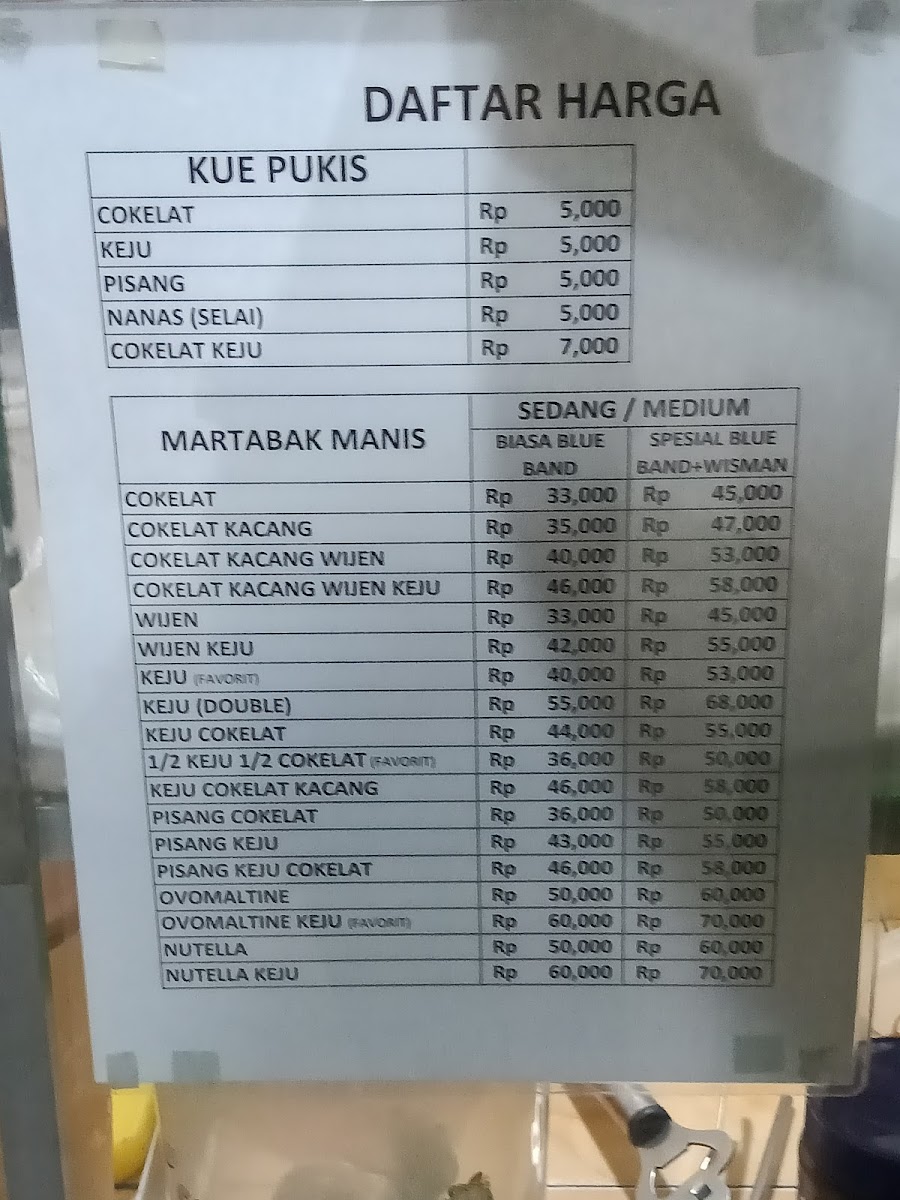 DAFTAR HARGA
KUE PUKIS
COKELAT Rp 5,000
KEJU Rp 5,000
PISANG Rp 5,000
NANAS (SELAI) Rp 5,000
COKELAT KEJU Rp 7,000
MARTABAK MANIS
SEDANG / MEDIUM
BIASA BLUE BAND
SPESIAL BLUE BAND+WISMAN
COKELAT Rp 33,000 Rp 45,000
COKELAT KACANG Rp 35,000 Rp 47,000
COKELAT KACANG WIJEN Rp 40,000 Rp 53,000
COKELAT KACANG WIJEN KEJU Rp 46,000 Rp 58,000
WIJEN Rp 33,000 Rp 45,000
WIJEN KEJU Rp 42,000 Rp 55,000
KEJU (FAVORIT) Rp 40,000 Rp 53,000
KEJU (DOUBLE) Rp 55,000 Rp 68,000
KEJU COKELAT Rp 44,000 Rp 55,000
1/2 KEJU 1/2 COKELAT (FAVORIT) Rp 36,000 Rp 50,000
KEJU COKELAT KACANG Rp 46,000 Rp 58,000
PISANG COKELAT Rp 36,000 Rp 50,000
PISANG KEJU Rp 43,000 Rp 55,000
PISANG KEJU COKELAT Rp 46,000 Rp 58,000
OVOMALTINE Rp 50,000 Rp 60,000
OVOMALTINE KEJU (FAVORIT) Rp 60,000 Rp 70,000
NUTELLA Rp 50,000 Rp 60,000
NUTELLA KEJU Rp 60,000 Rp 70,000